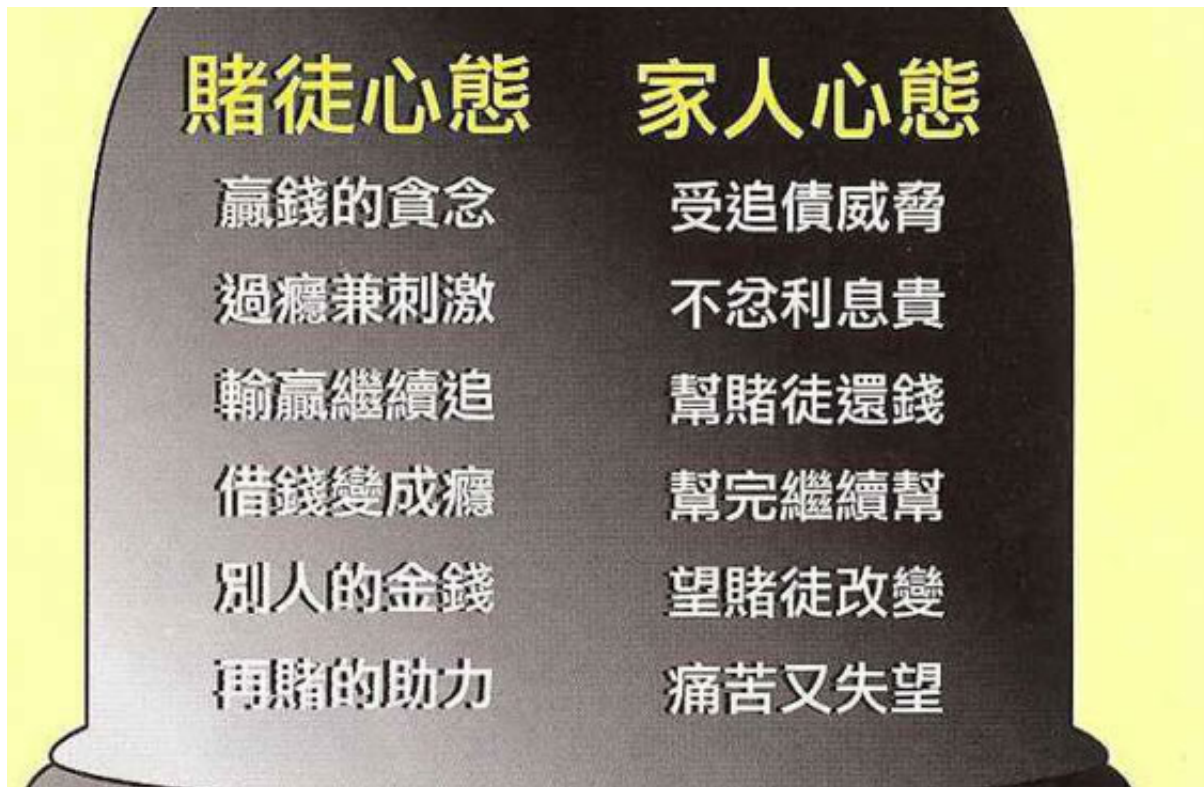 賭徒心態
贏錢的貪念
過癮兼刺激
輸贏繼續追
借錢變成癮
別人的金錢
再賭的助力
家人心態
受追債威脅
不忿利息貴
幫賭徒還錢
幫完繼續幫
望賭徒改變
痛苦又失望